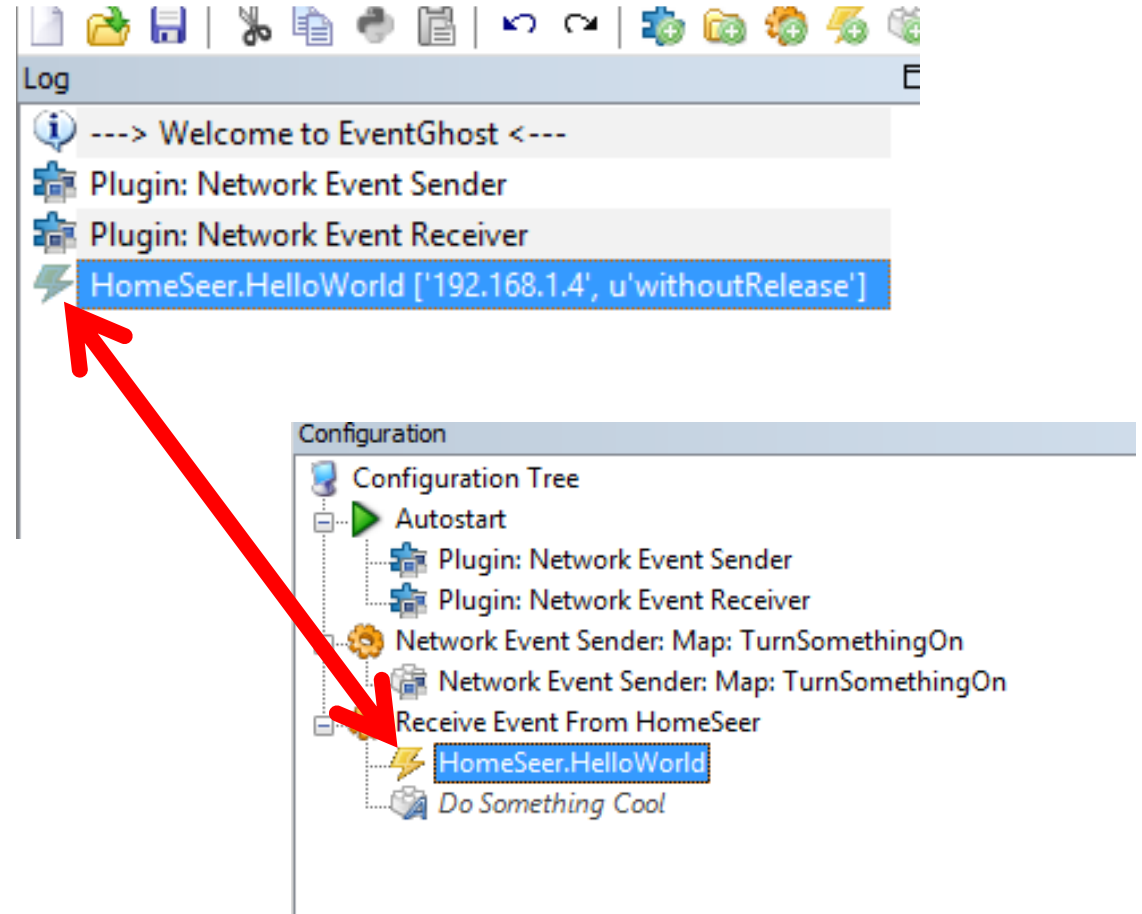 Log
---> Welcome to EventGhost <---
Plugin: Network Event Sender
Plugin: Network Event Receiver
HomeSeer.HelloWorld ['192.168.1.4', u'withoutRelease']
Configuration
Configuration Tree
Autostart
Plugin: Network Event Sender
Plugin: Network Event Receiver
Network Event Sender: Map: TurnSomethingOn
Network Event Sender: Map: TurnSomethingOn
Receive Event From HomeSeer
HomeSeer.HelloWorld
Do Something Cool